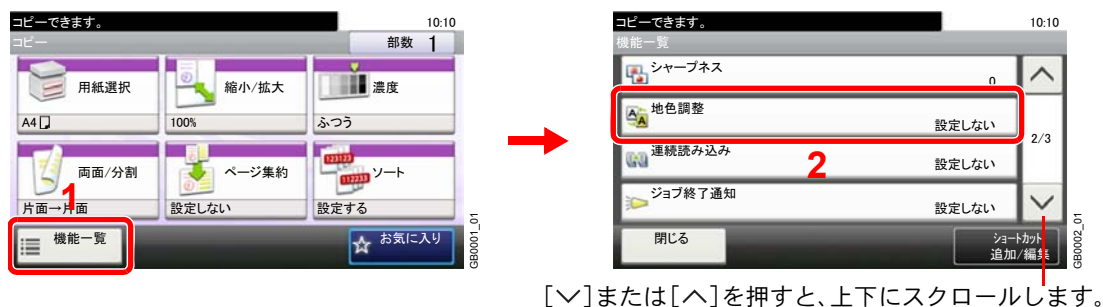 コピーできます。 10:10
コピー 部数 1
用紙選択 縮小/拡大 濃度
A4 100% ふつう
両面/分割 ページ集約 ソート
片面→片面 設定しない 設定する
1
機能一覧 お気に入り
GB0001_01
コピーできます。 10:10
機能一覧
シャープネス 0
地色調整 設定しない
2/3
連続読み込み 設定しない
2
ジョブ終了通知 設定しない
閉じる ショートカット
追加/編集
GB0002_01
[∨]または[∧]を押すと、上下にスクロールします。